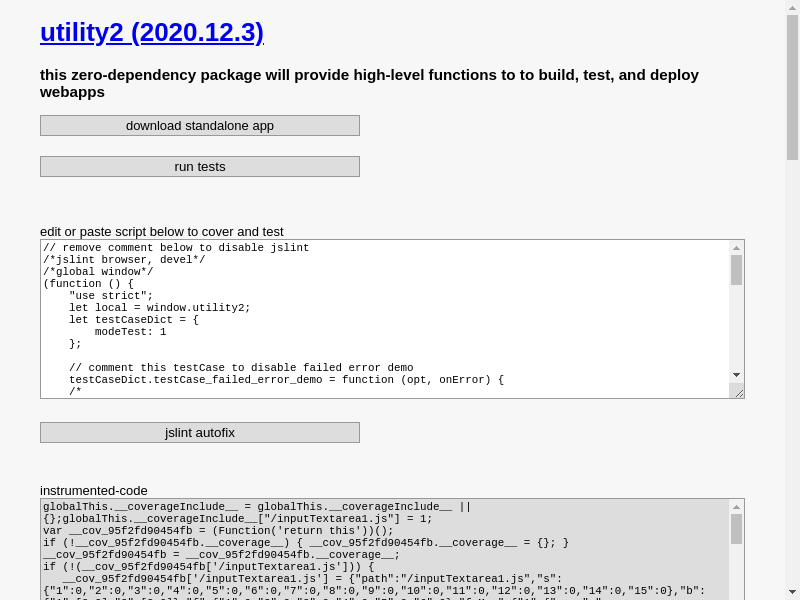 utility2 (2020.12.3)
this zero-dependency package will provide high-level functions to to build, test, and deploy
webapps
download standalone app
run tests
edit or paste script below to cover and test
// remove comment below to disable jslint
/*jslint browser, devel*/
/*global window*/
(function () {
    "use strict";
    let local = window.utility2;
    let testCaseDict = {
        modeTest: 1
    };
    // comment this testCase to disable failed error demo
    testCaseDict.testCase_failed_error_demo = function (opt, onError) {
    /*
jslint autofix
instrumented-code
globalThis.__coverageInclude__ = globalThis.__coverageInclude__ ||
{};globalThis.__coverageInclude__["/inputTextarea1.js"] = 1;
var __cov_95f2fd90454fb = (Function('return this'))();
if (!__cov_95f2fd90454fb.__coverage__) { __cov_95f2fd90454fb.__coverage__ = {}; }
__cov_95f2fd90454fb = __cov_95f2fd90454fb.__coverage__;
if (!(__cov_95f2fd90454fb['/inputTextarea1.js'])) {
   __cov_95f2fd90454fb['/inputTextarea1.js'] = {"path":"/inputTextarea1.js","s":
{"1":0,"2":0,"3":0,"4":0,"5":0,"6":0,"7":0,"8":0,"9":0,"10":0,"11":0,"12":0,"13":0,"14":0,"15":0},"b":